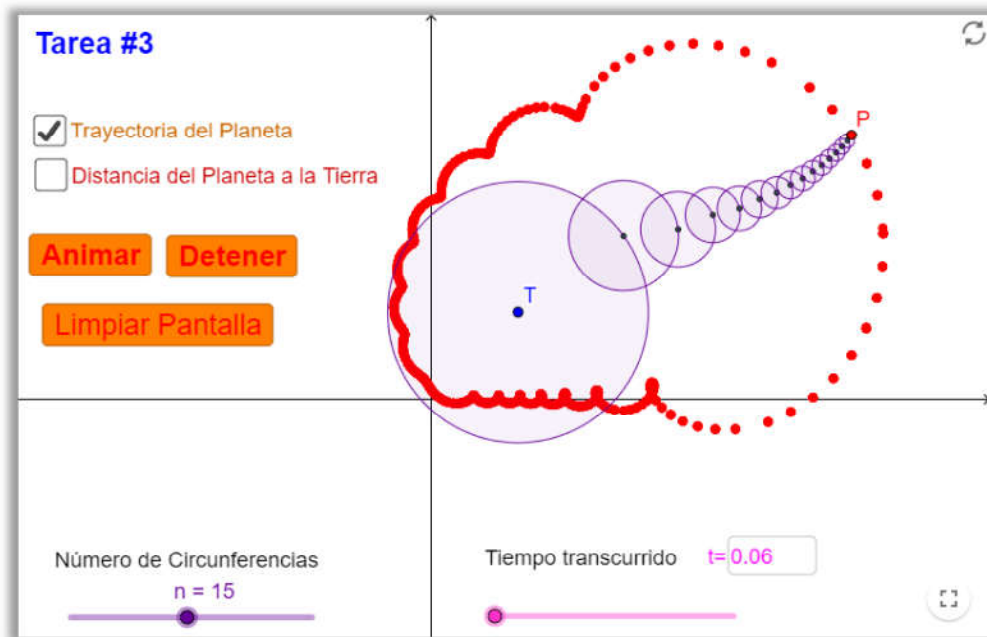 Tarea #3
Trayectoria del Planeta
Distancia del Planeta a la Tierra
Animar
Detener
Limpiar Pantalla
P
T
Número de Circunferencias
n = 15
Tiempo transcurrido t= 0.06